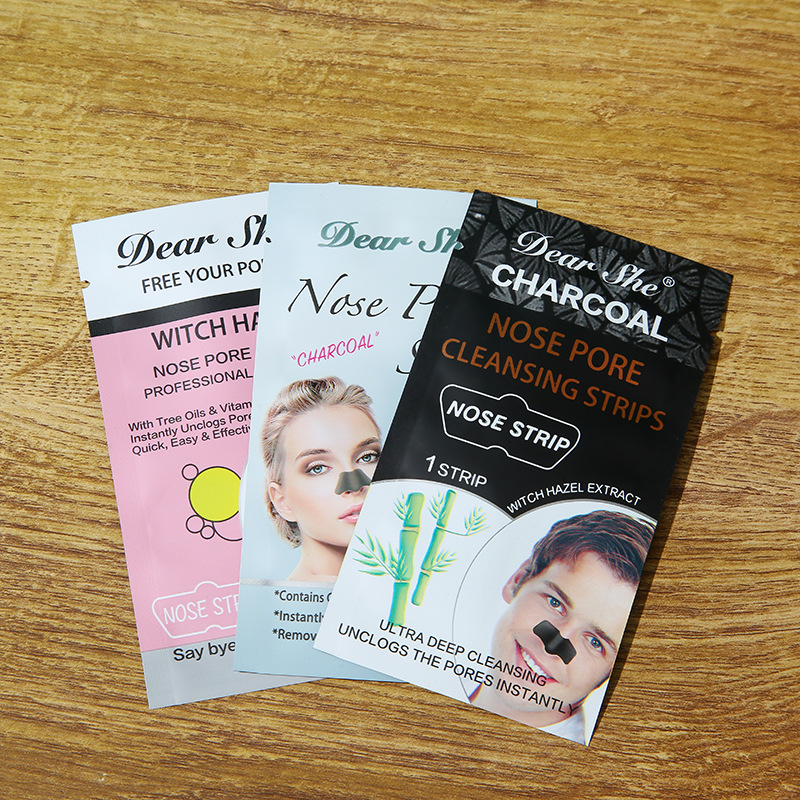 Dear Sh
FREE YOUR PO
WITCH HA
NOSE PORE
PROFESSIONAL
With Tree Oils & Vitam
Instantly Unclogs Pore
Quick, Easy & Effectiv
NOSE STR
Say bye
Dear She
Nose P
"CHARCOAL"
S
*Contains C
*Instantly
*Remov
Dear She®
CHARCOAL
NOSE PORE
CLEANSING STRIPS
NOSE STRIP
1 STRIP
WITCH HAZEL EXTRACT
ULTRA DEEP CLEANSING
UNCLOGS THE PORES INSTANTLY